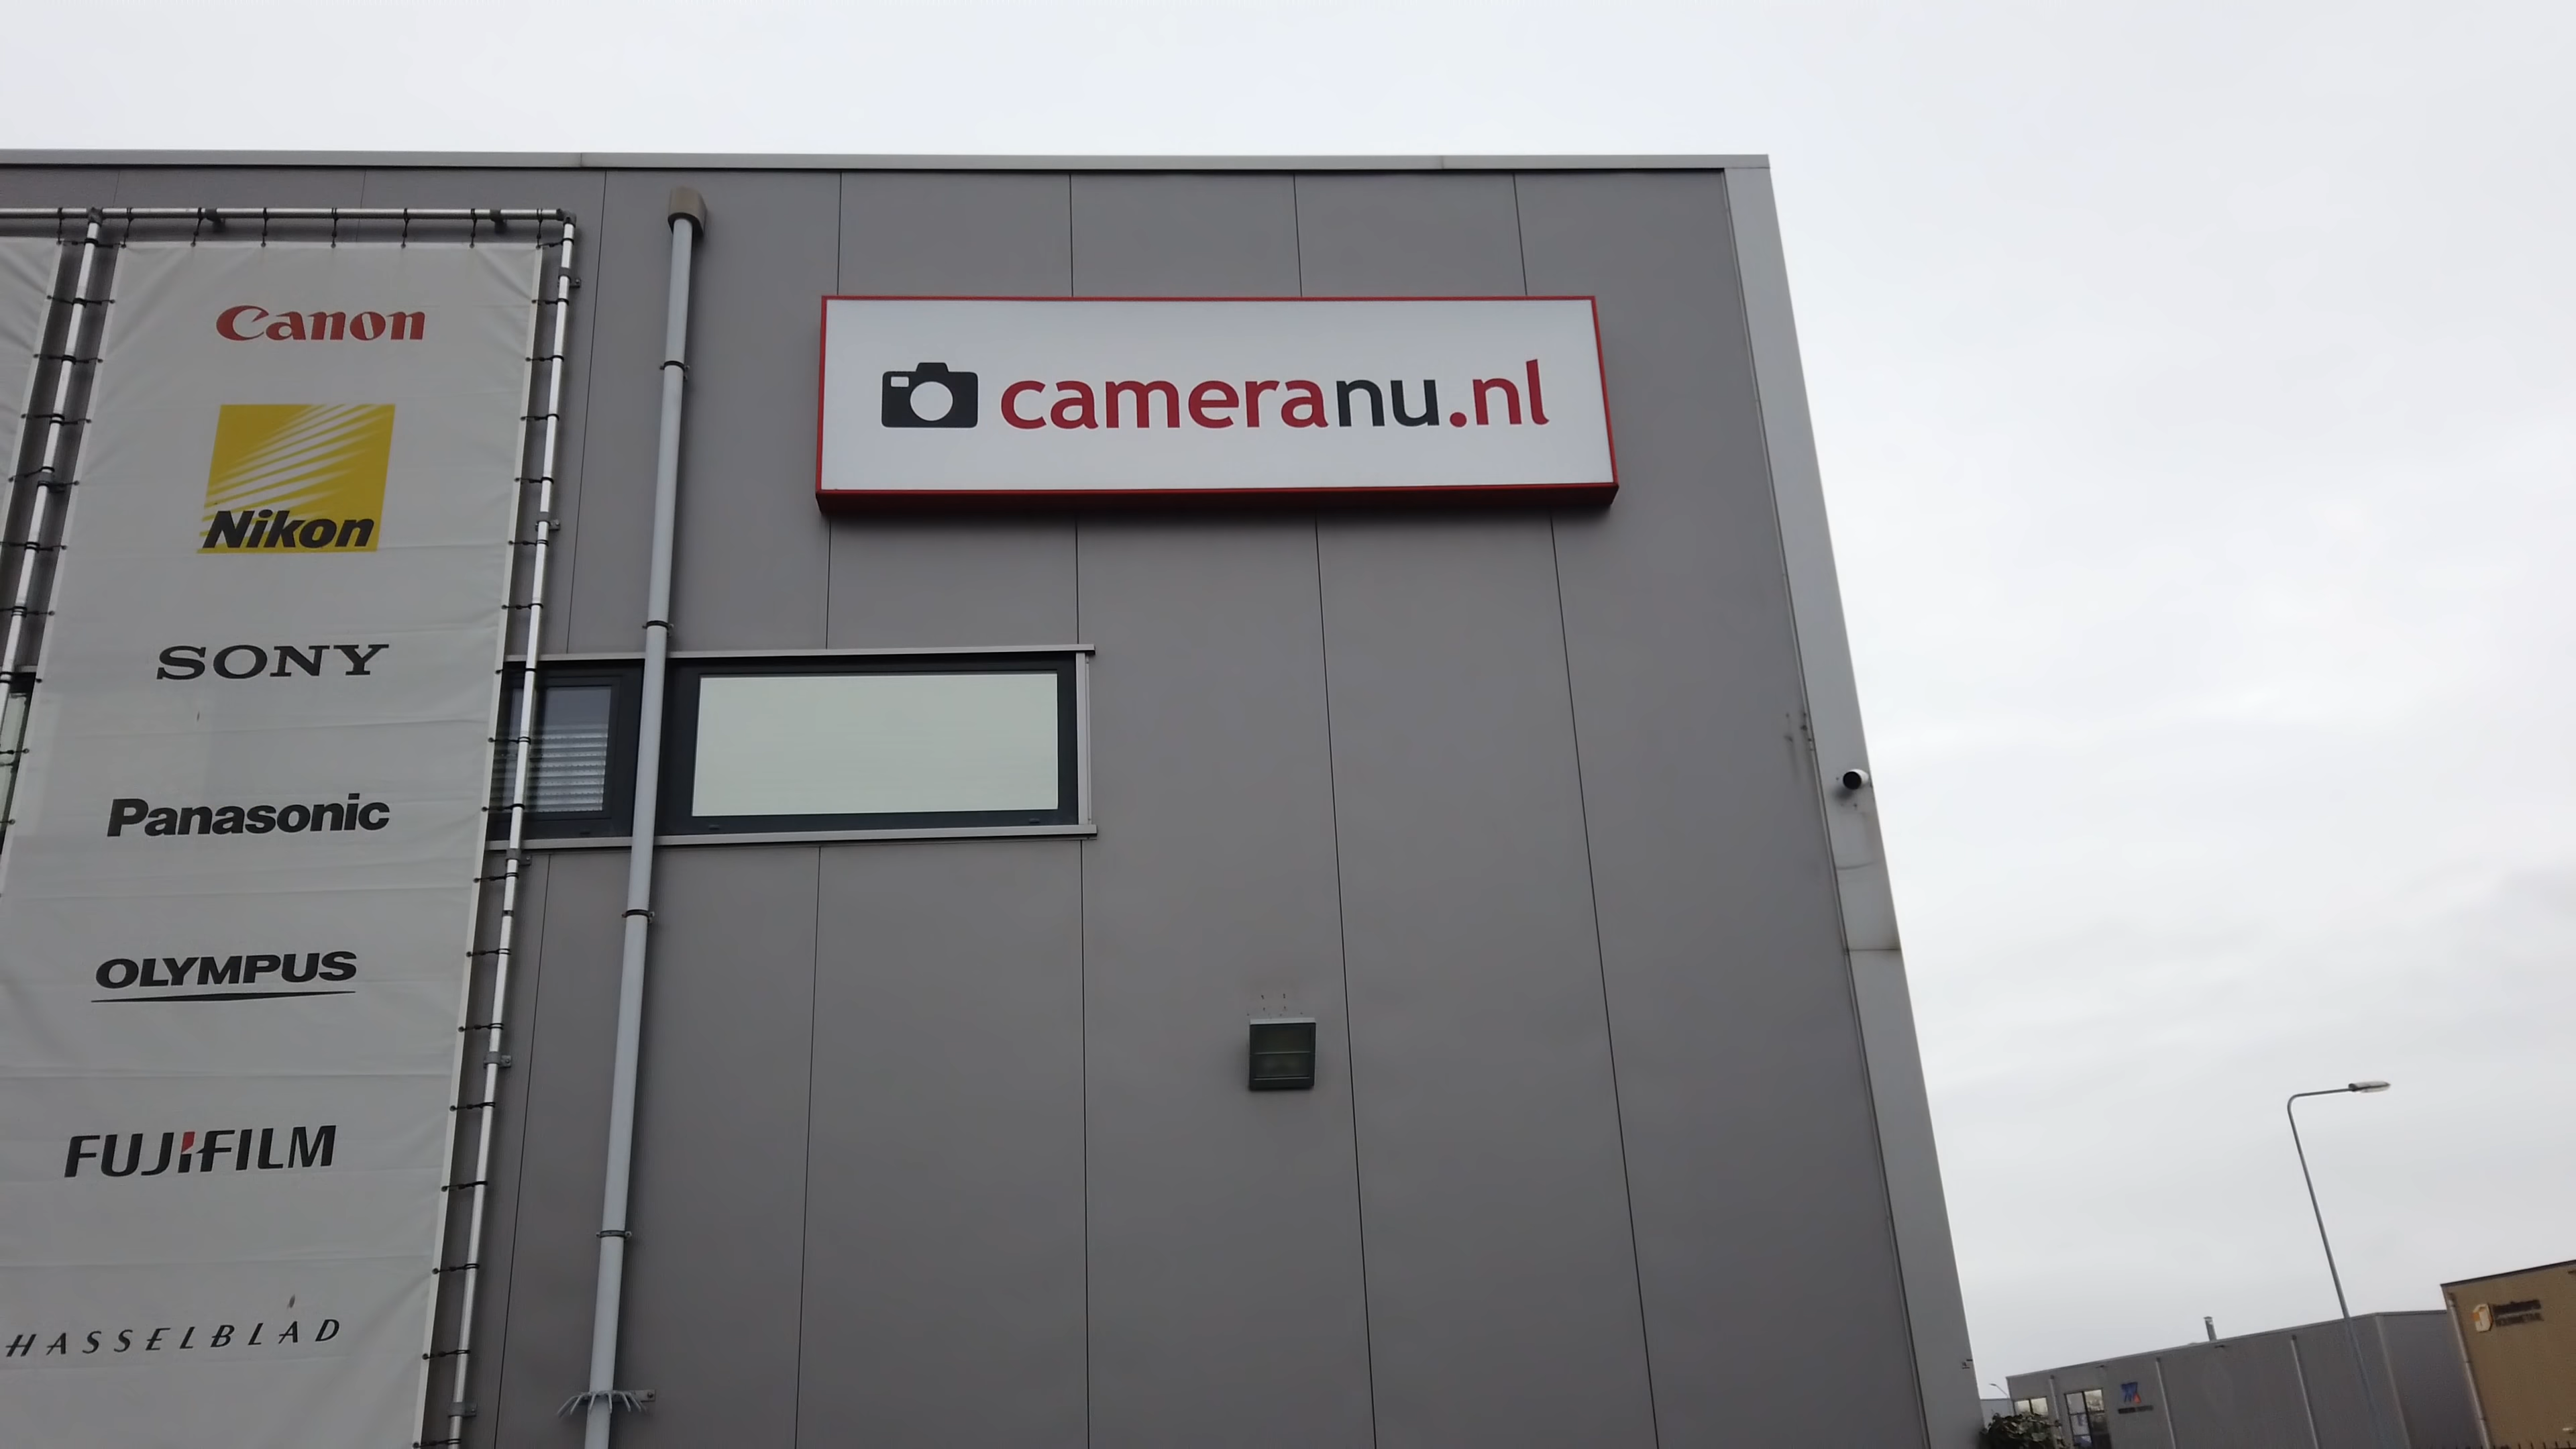 Canon
Nikon
SONY
Panasonic
OLYMPUS
FUJIFILM
HASSELBLAD
cameranu.nl